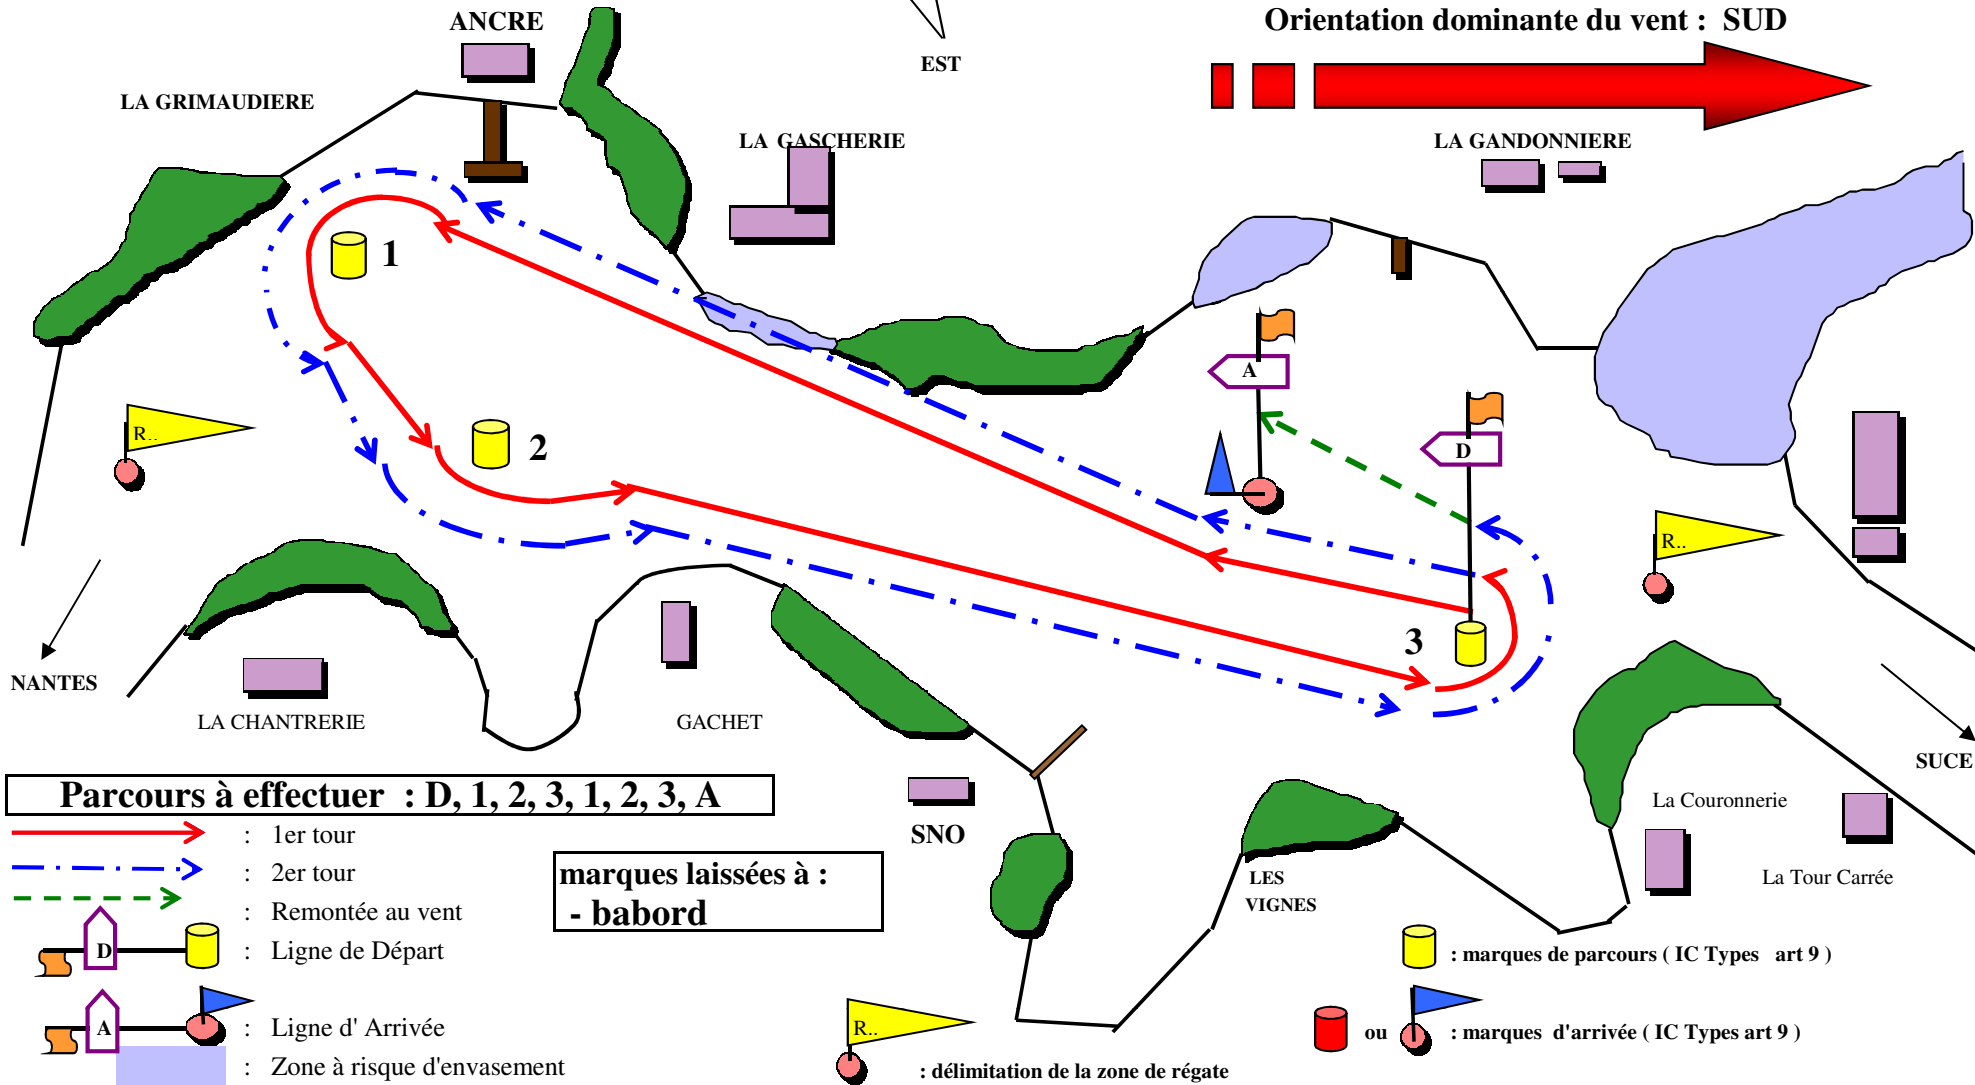 ANCRE
Orientation dominante du vent : SUD
EST
LA GRIMAUDIERE
LA GASCHERIE
LA GANDONNIERE
1
A
R..
2
D
R..
3
NANTES
LA CHANTRERIE
GACHET
SUCE
Parcours à effectuer : D, 1, 2, 3, 1, 2, 3, A
: 1er tour
: 2er tour
: Remontée au vent
D : Ligne de Départ
A : Ligne d' Arrivée
: Zone à risque d'envasement
marques laissées à :
- babord
SNO
LES
VIGNES
La Couronnerie
La Tour Carrée
: marques de parcours ( IC Types art 9 )
ou : marques d'arrivée ( IC Types art 9 )
R..
: délimitation de la zone de régate